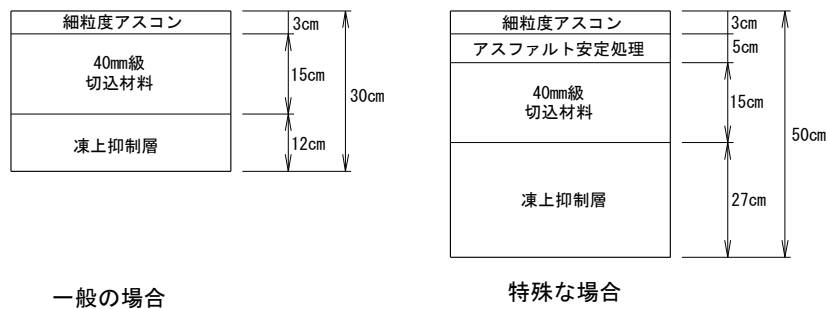 細粒度アスコン
3cm
40mm級
切込材料
15cm
30cm
凍上抑制層
12cm
一般の場合
細粒度アスコン
3cm
アスファルト安定処理
5cm
40mm級
切込材料
15cm
50cm
凍上抑制層
27cm
特殊な場合